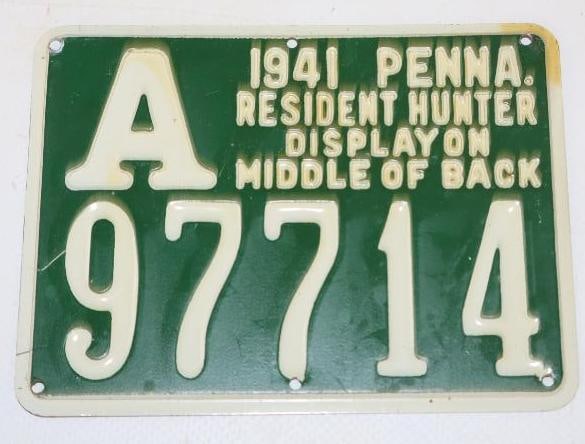 A
1941 PENNA.
RESIDENT HUNTER
DISPLAY ON
MIDDLE OF BACK
97714